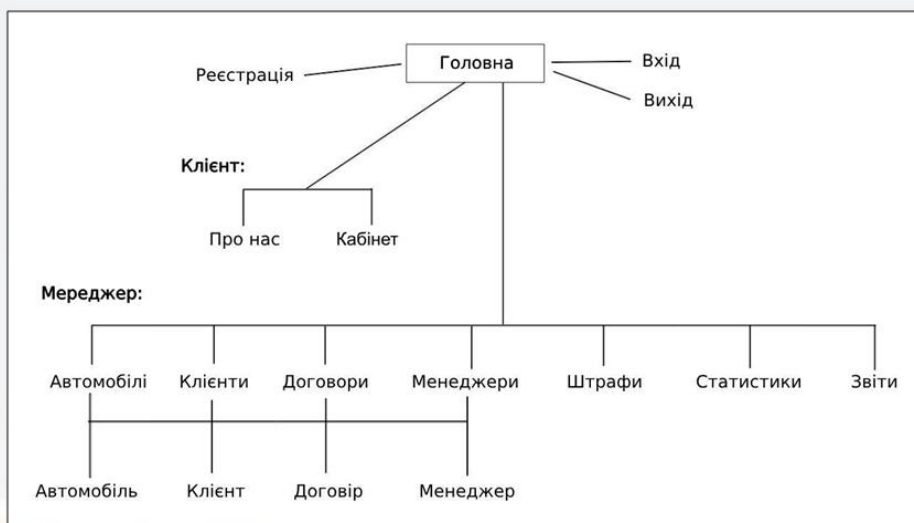 Головна
Реєстрація
Вхід
Вихід
Клієнт:
Про нас Кабінет
Мереджер:
Автомобілі Клієнти Договори Менеджери Штрафи Статистики Звіти
Автомобіль Клієнт Договір Менеджер